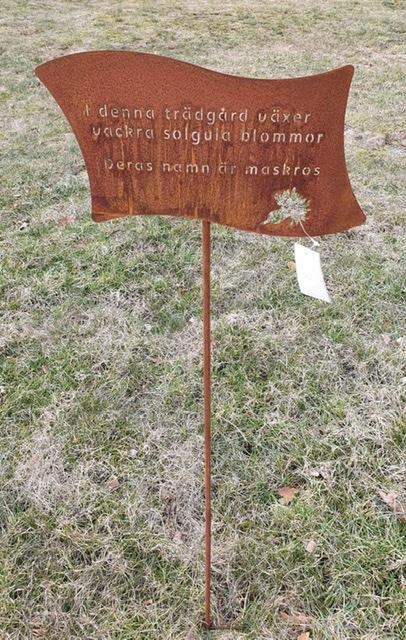 I denna trädgård växer
vackra solgula blommor
Deras namn är maskros